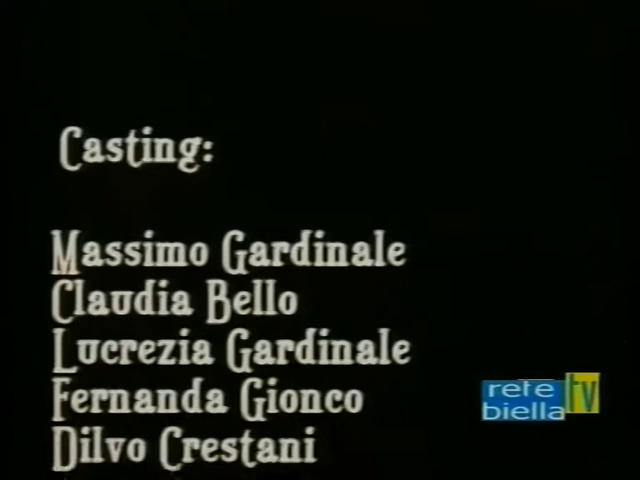 Casting:
Massimo Gardinale
Claudia Bello
Lucrezia Gardinale
Fernanda Gionco
Dilvo Crestani
rete tv
biella